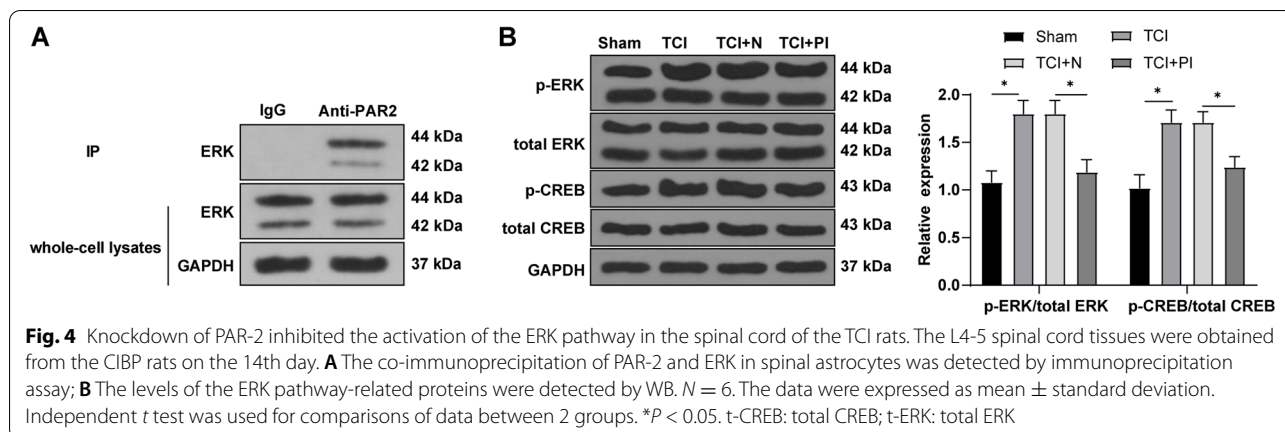 A
IgG Anti-PAR2
IP ERK 44 kDa
42 kDa
ERK 44 kDa
42 kDa
whole-cell lysates
GAPDH 37 kDa
B
Sham TCI TCI+N TCI+PI
p-ERK 44 kDa
42 kDa
total ERK 44 kDa
42 kDa
p-CREB 43 kDa
total CREB 43 kDa
GAPDH 37 kDa
Sham TCI
TCI+N TCI+PI
Relative expression
2.0
1.5
1.0
0.5
0.0
* * * *
p-ERK/total ERK p-CREB/total CREB
Fig. 4 Knockdown of PAR-2 inhibited the activation of the ERK pathway in the spinal cord of the TCI rats. The L4-5 spinal cord tissues were obtained
from the CIBP rats on the 14th day. A The co-immunoprecipitation of PAR-2 and ERK in spinal astrocytes was detected by immunoprecipitation
assay; B The levels of the ERK pathway-related proteins were detected by WB. N = 6. The data were expressed as mean ± standard deviation.
Independent t test was used for comparisons of data between 2 groups. *P < 0.05. t-CREB: total CREB; t-ERK: total ERK